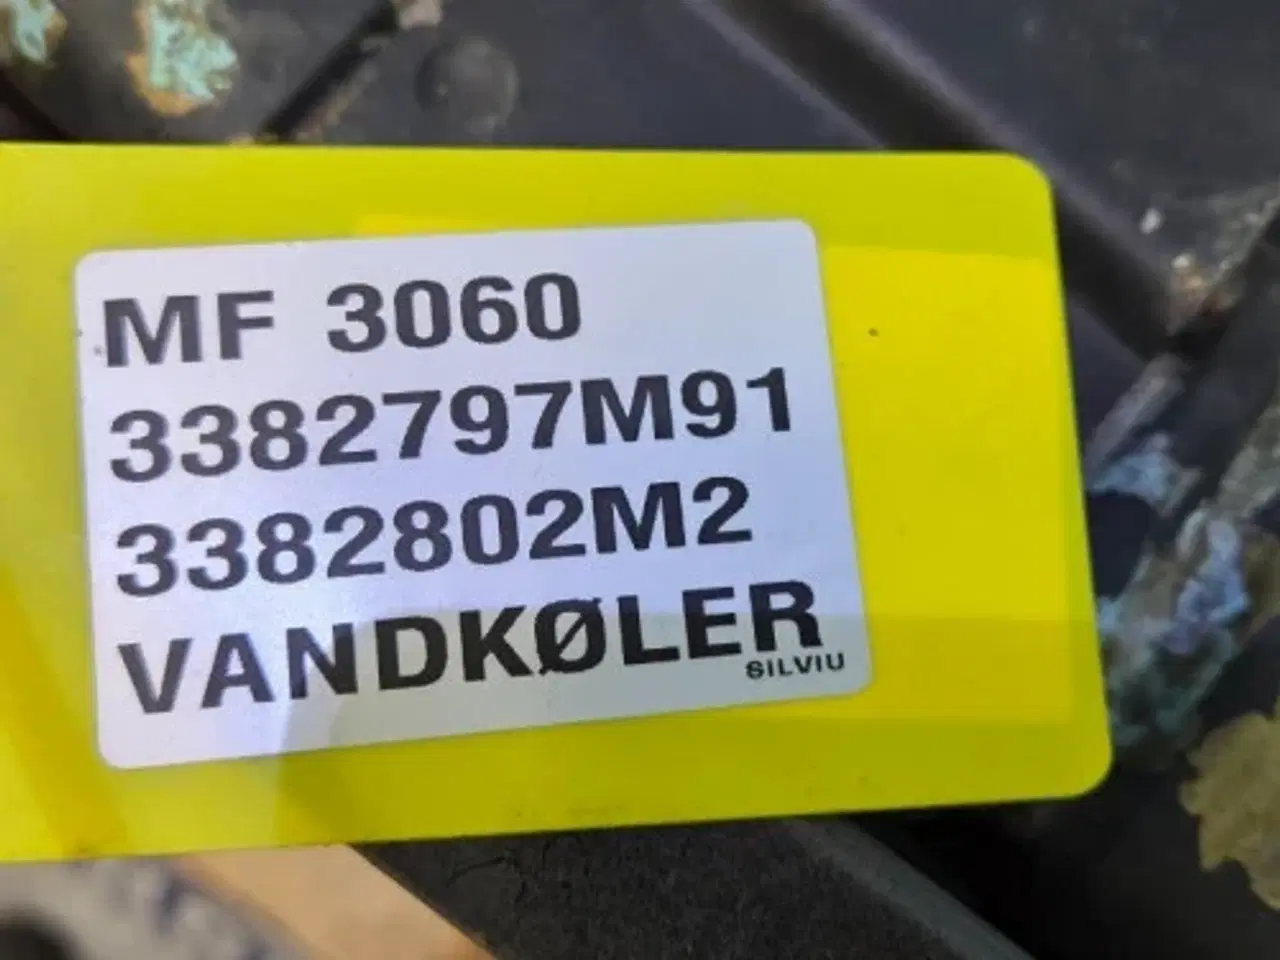 MF 3060
3382797M91
3382802M2
VANDKØLER
SILVIU